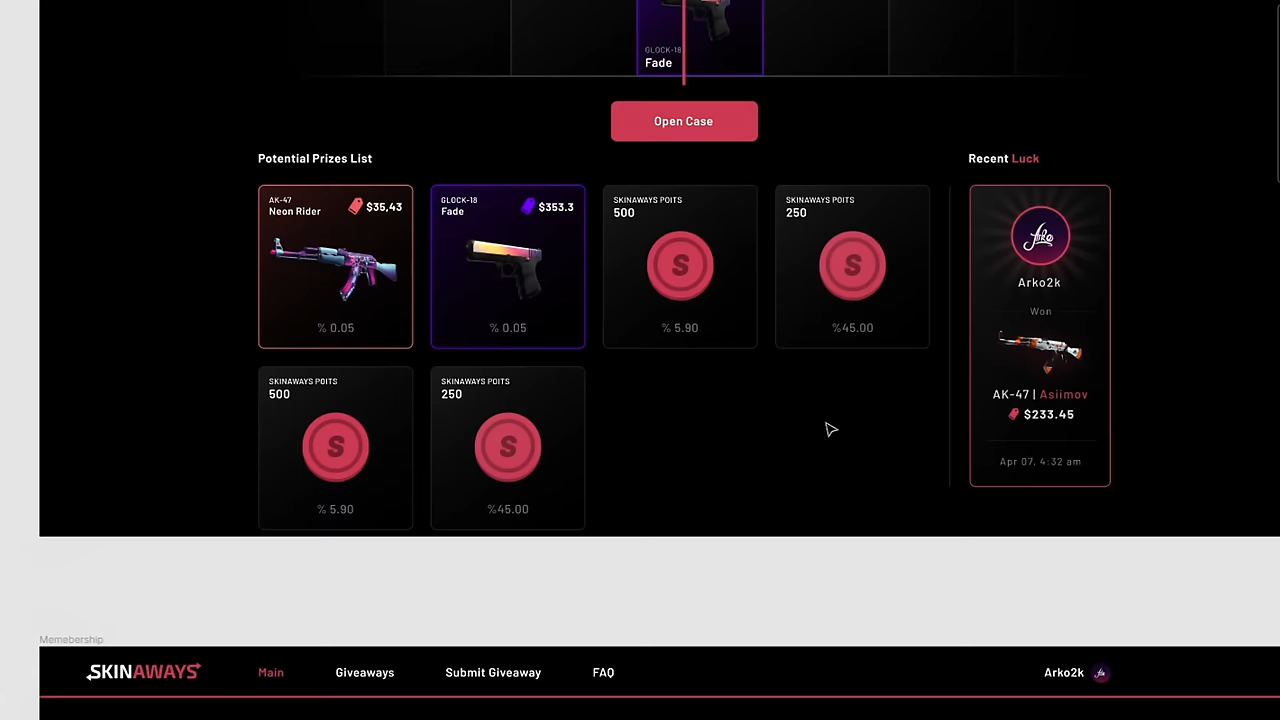 GLOCK-18
Fade
Open Case
Potential Prizes List
Recent Luck
AK-47
Neon Rider
$35,43
% 0.05
GLOCK-18
Fade
$353.3
% 0.05
SKINAWAYS POITS
500
S
% 5.90
SKINAWAYS POITS
250
S
%45.00
Arko
Arko2k
Won
AK-47 | Asiimov
$233.45
Apr 07, 4:32 am
SKINAWAYS POITS
500
S
% 5.90
SKINAWAYS POITS
250
S
%45.00
Memebership
SKINAWAYS
Main
Giveaways
Submit Giveaway
FAQ
Arko2k